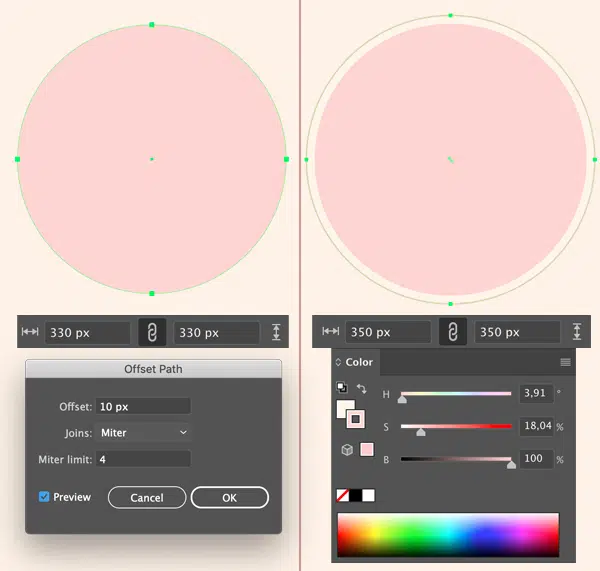 330 px 330 px
Offset Path
Offset: 10 px
Joins: Miter
Miter limit: 4
Preview Cancel OK
350 px 350 px
Color
H 3,91 °
S 18,04 %
B 100 %